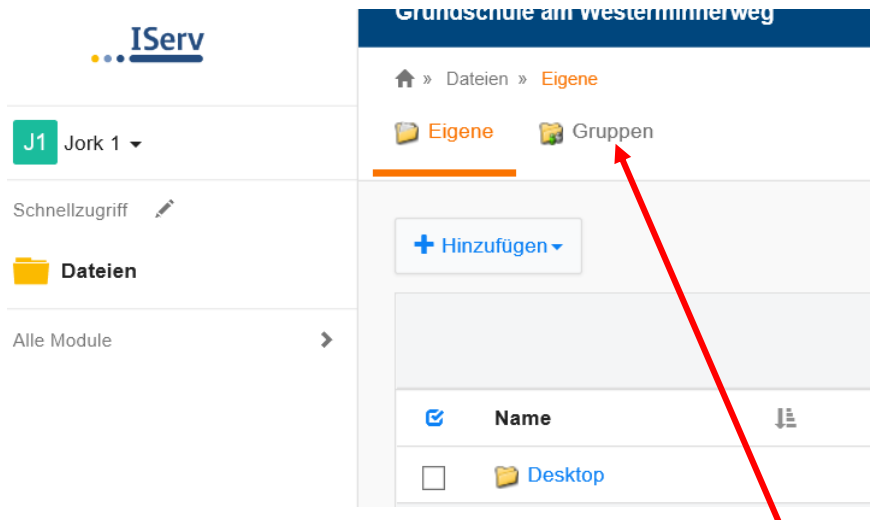 IServ
Grundschule am Westerminnerweg
» Dateien » Eigene
Eigene Gruppen
J1 Jork 1
Schnellzugriff
Hinzufügen
Dateien
Alle Module
Name
Desktop